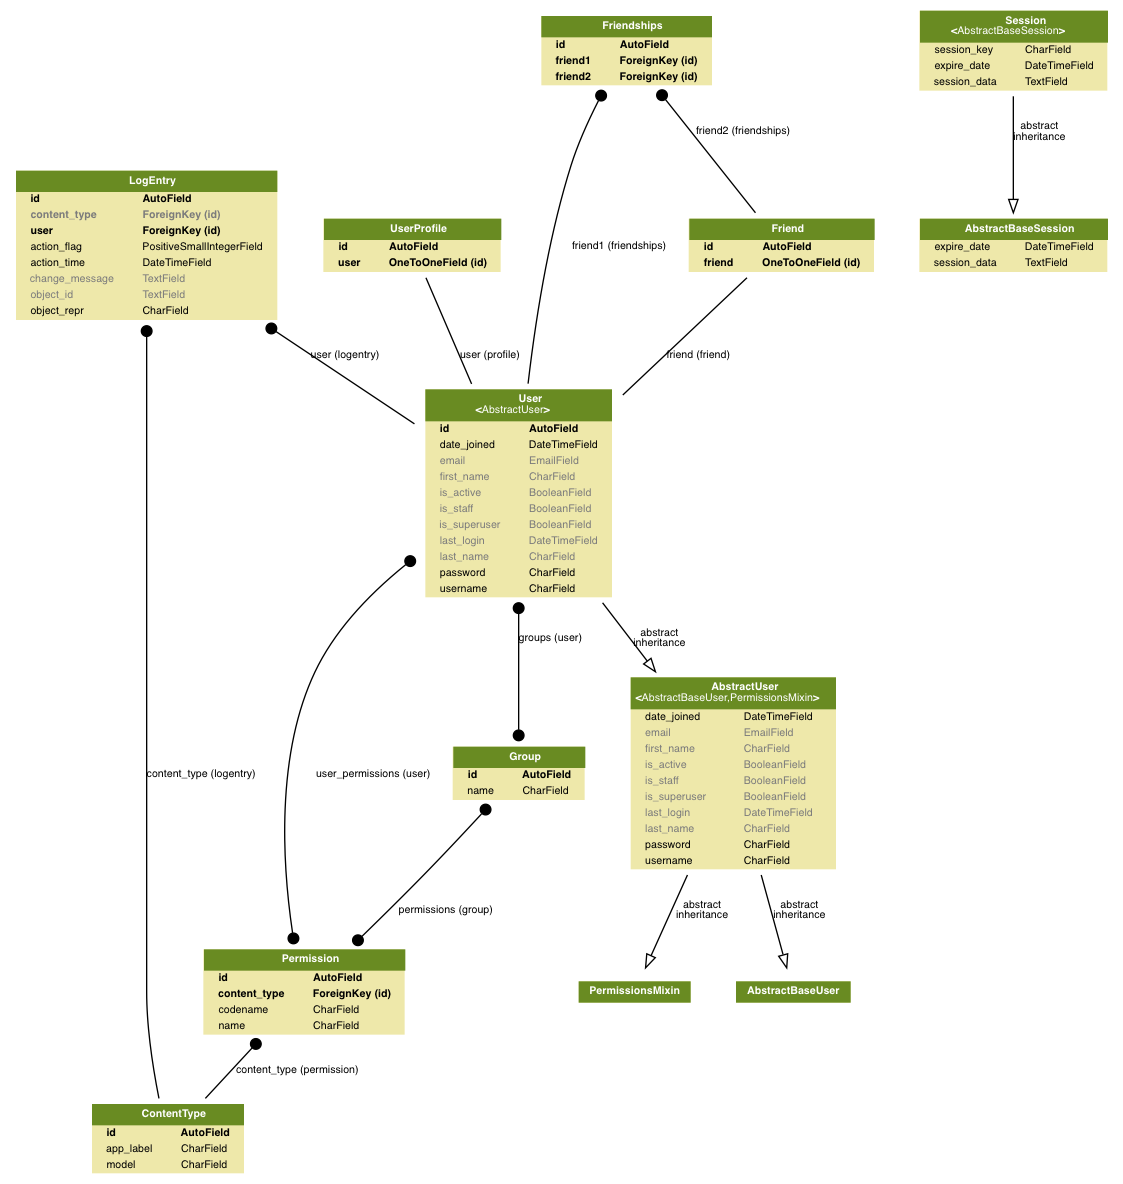 Friendships
id AutoField
friend1 ForeignKey (id)
friend2 ForeignKey (id)
Session
<AbstractBaseSession>
session_key CharField
expire_date DateTimeField
session_data TextField
friend2 (friendships)
abstract
inheritance
LogEntry
id AutoField
content_type ForeignKey (id)
user ForeignKey (id)
action_flag PositiveSmallIntegerField
action_time DateTimeField
change_message TextField
object_id TextField
object_repr CharField
UserProfile
id AutoField
user OneToOneField (id)
friend1 (friendships)
Friend
id AutoField
friend OneToOneField (id)
AbstractBaseSession
expire_date DateTimeField
session_data TextField
user (logentry)
user (profile)
friend (friend)
User
<AbstractUser>
id AutoField
date_joined DateTimeField
email EmailField
first_name CharField
is_active BooleanField
is_staff BooleanField
is_superuser BooleanField
last_login DateTimeField
last_name CharField
password CharField
username CharField
groups (user)
abstract
inheritance
AbstractUser
<AbstractBaseUser,PermissionsMixin>
date_joined DateTimeField
email EmailField
first_name CharField
is_active BooleanField
is_staff BooleanField
is_superuser BooleanField
last_login DateTimeField
last_name CharField
password CharField
username CharField
content_type (logentry)
user_permissions (user)
Group
id AutoField
name CharField
permissions (group)
abstract
inheritance
abstract
inheritance
Permission
id AutoField
content_type ForeignKey (id)
codename CharField
name CharField
PermissionsMixin
AbstractBaseUser
content_type (permission)
ContentType
id AutoField
app_label CharField
model CharField